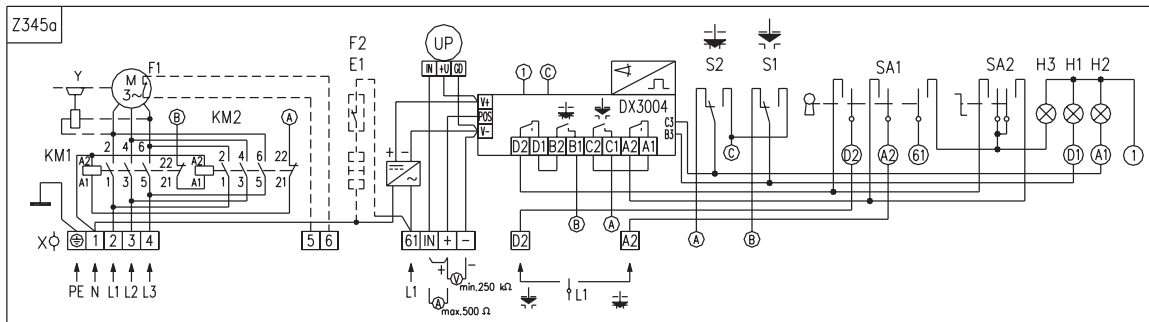 Z345a
F2
E1
UP
IN +U GD
1 C
S2 S1
SA1
SA2 H3 H1 H2
Y
M
3~
F1
KM2
B A
V+
POS
V-
DX3004
C3
B3
2 4 6
KM1
A2
A1
1 3 5
22
21
A2
A1
2 4 6
1 3 5
22
21
+ -
D2 D1 B2 B1 C2 C1 A2 A1
C
D2 A2 61
D1 A1 1
B A
A B
X
1 2 3 4
5 6
61 IN + -
D2
A2
PE N L1 L2 L3
L1
+ -
V
min.250 kΩ
A
max.500 Ω
L1